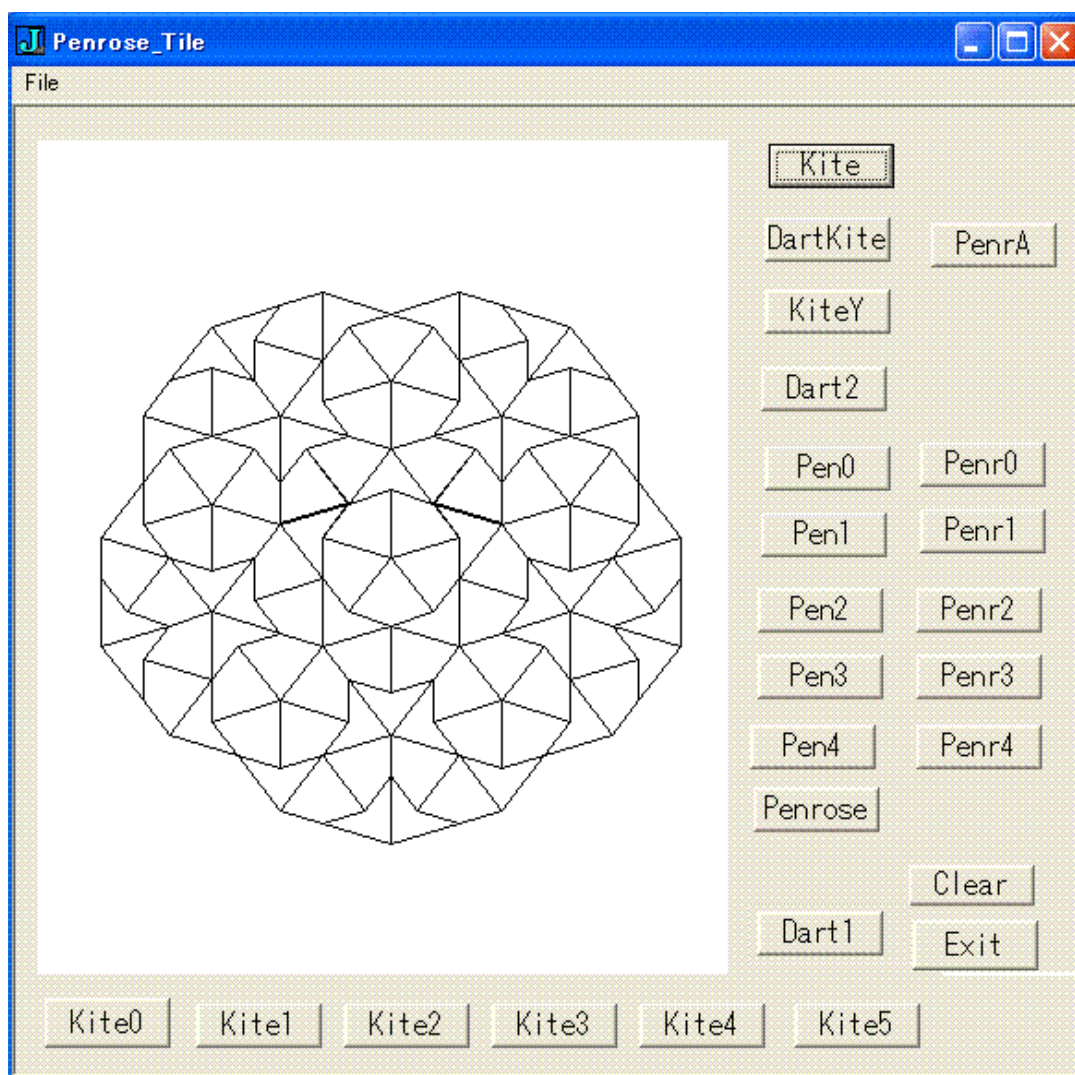 Penrose_Tile
File
Kite
DartKite
PenrA
KiteY
Dart2
Pen0
Penr0
Pen1
Penr1
Pen2
Penr2
Pen3
Penr3
Pen4
Penr4
Penrose
Clear
Dart1
Exit
Kite0
Kite1
Kite2
Kite3
Kite4
Kite5